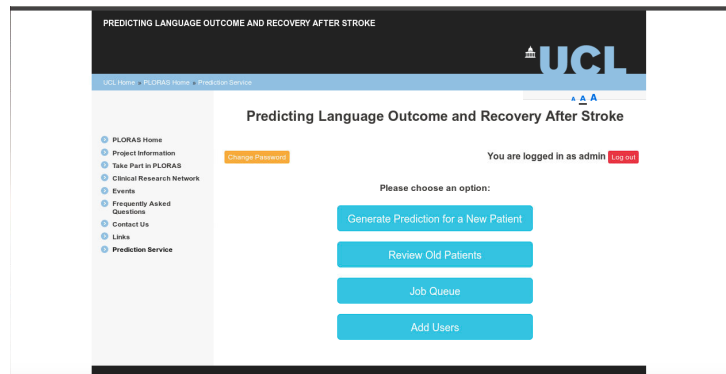 PREDICTING LANGUAGE OUTCOME AND RECOVERY AFTER STROKE
UCL
UCL Home » PLORAS Home » Prediction Service
A A A
Predicting Language Outcome and Recovery After Stroke
PLORAS Home
Project Information
Take Part in PLORAS
Clinical Research Network
Events
Frequently Asked
Questions
Contact Us
Links
Prediction Service
Change Password
You are logged in as admin Log out
Please choose an option:
Generate Prediction for a New Patient
Review Old Patients
Job Queue
Add Users